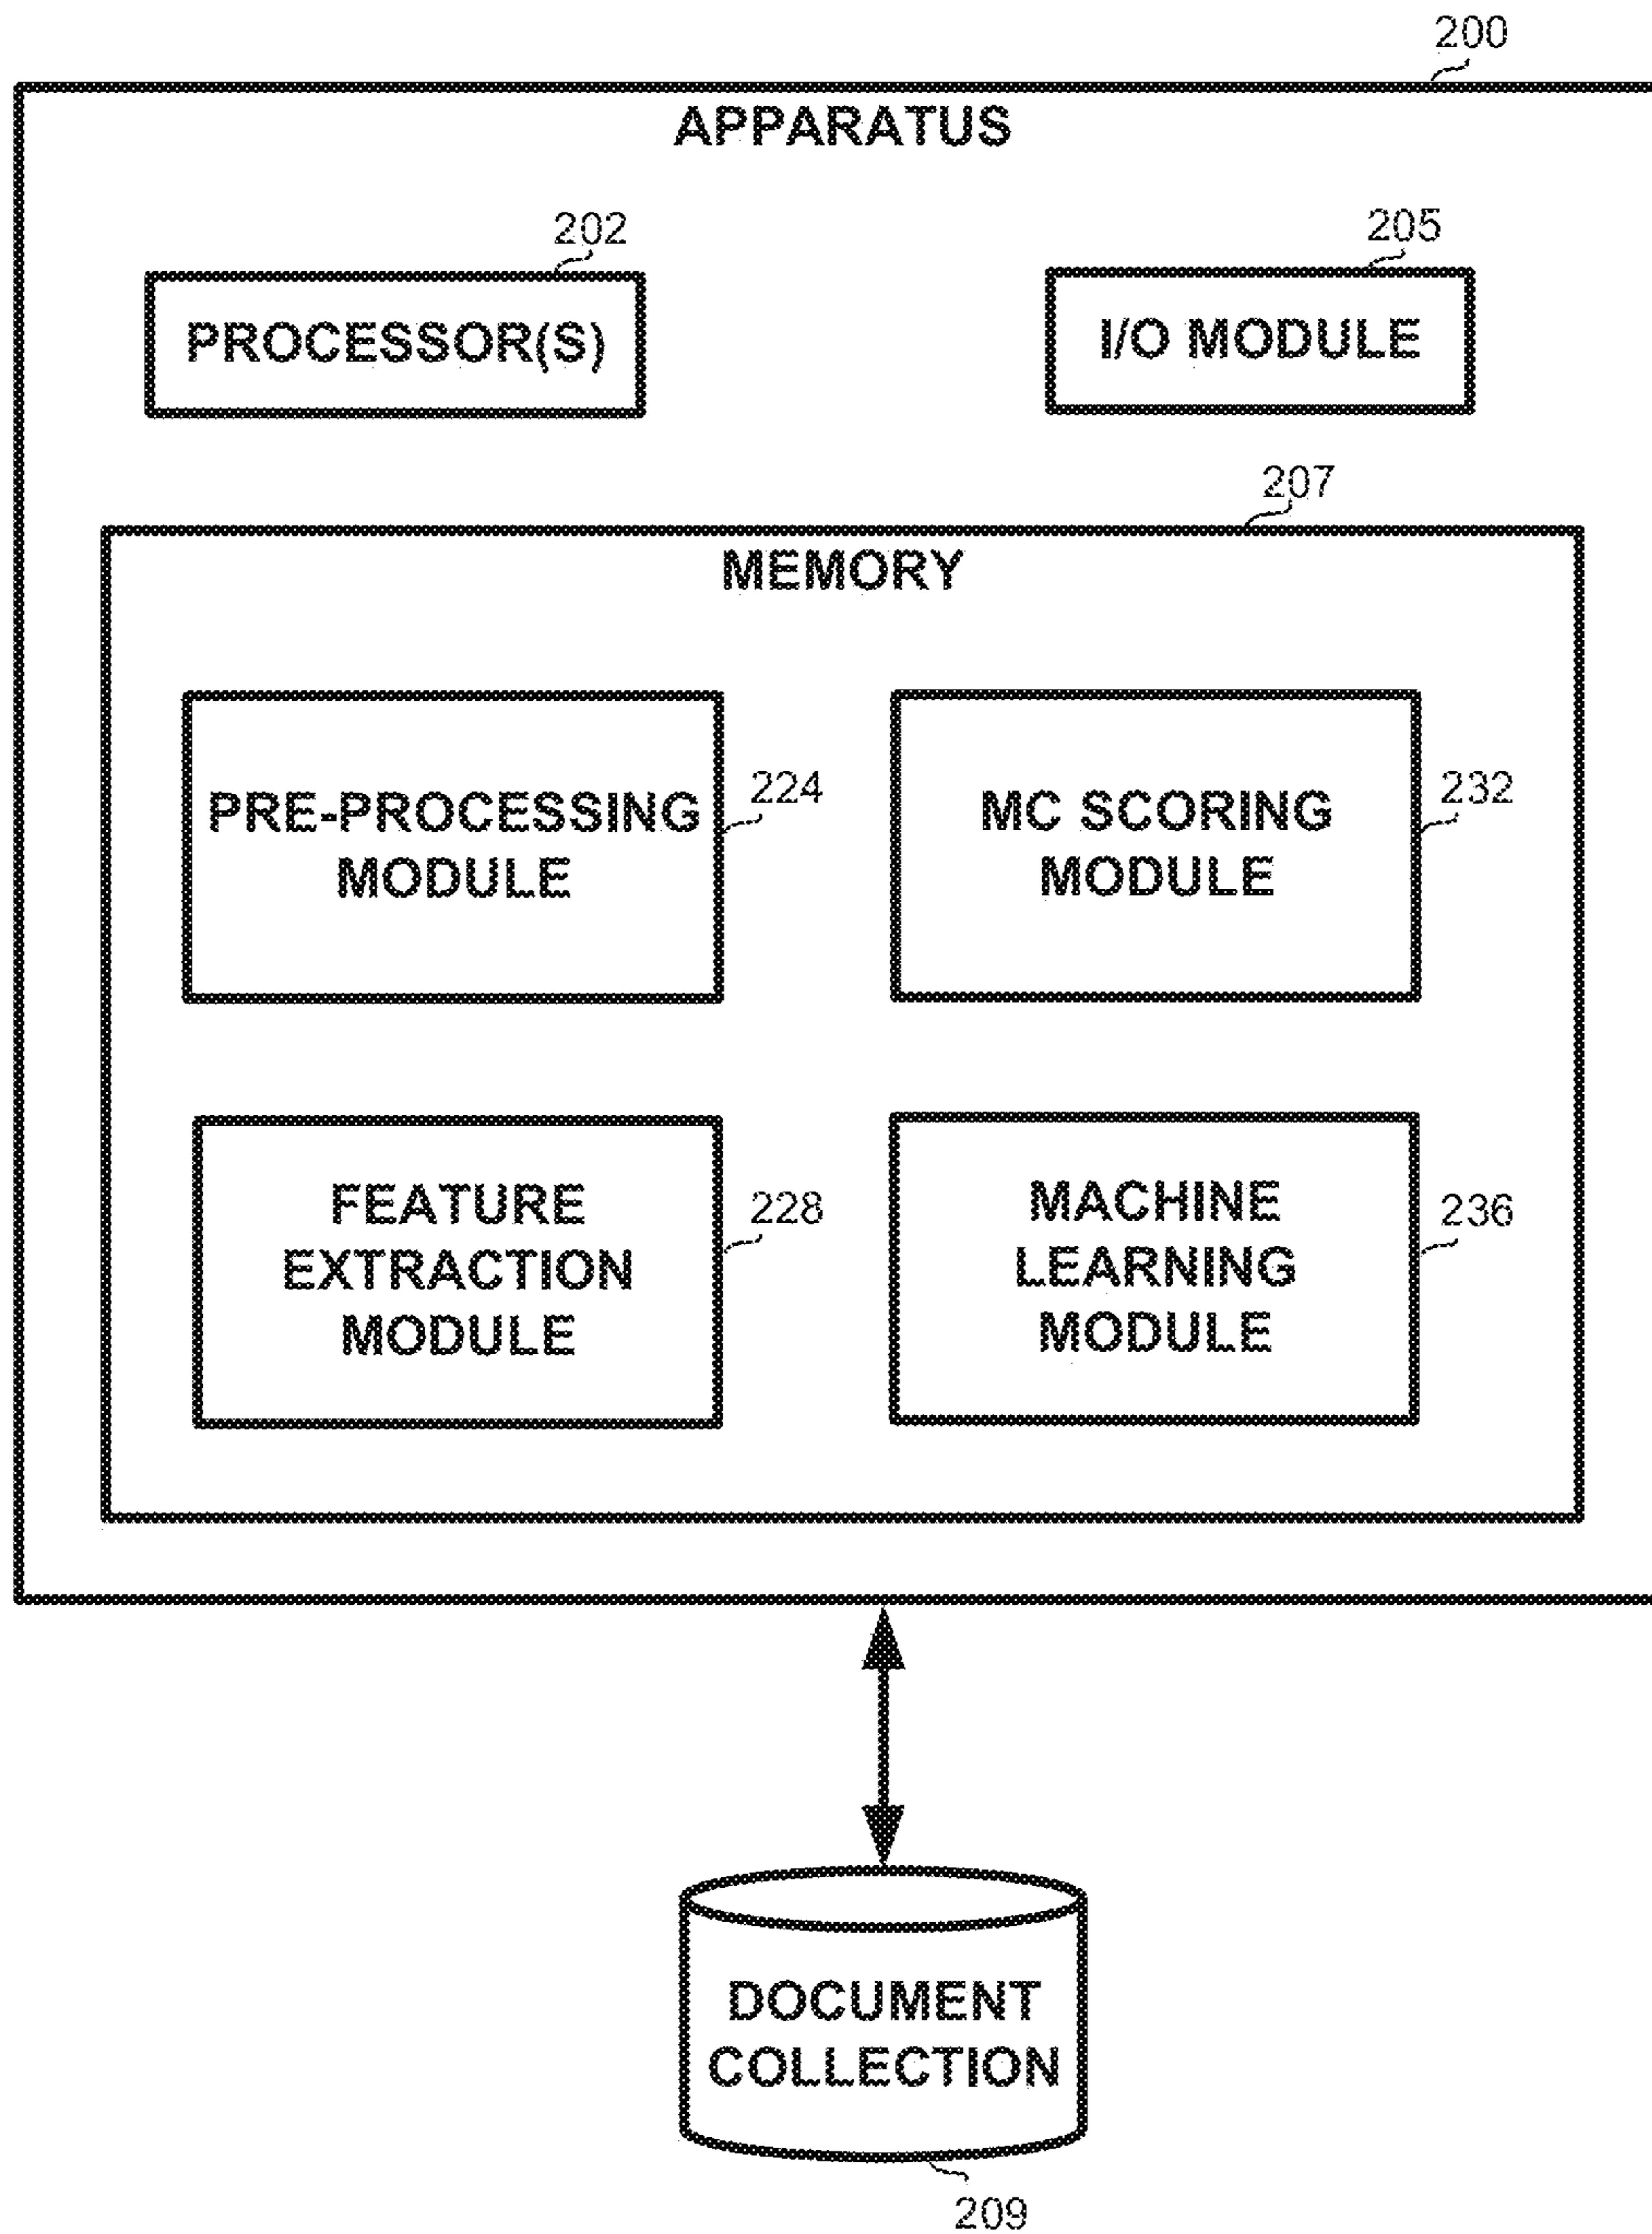 200
APPARATUS
202
205
PROCESSOR(S)
I/O MODULE
207
MEMORY
PRE-PROCESSING
MODULE
224
MC SCORING
MODULE
232
FEATURE
EXTRACTION
MODULE
228
MACHINE
LEARNING
MODULE
236
DOCUMENT
COLLECTION
209